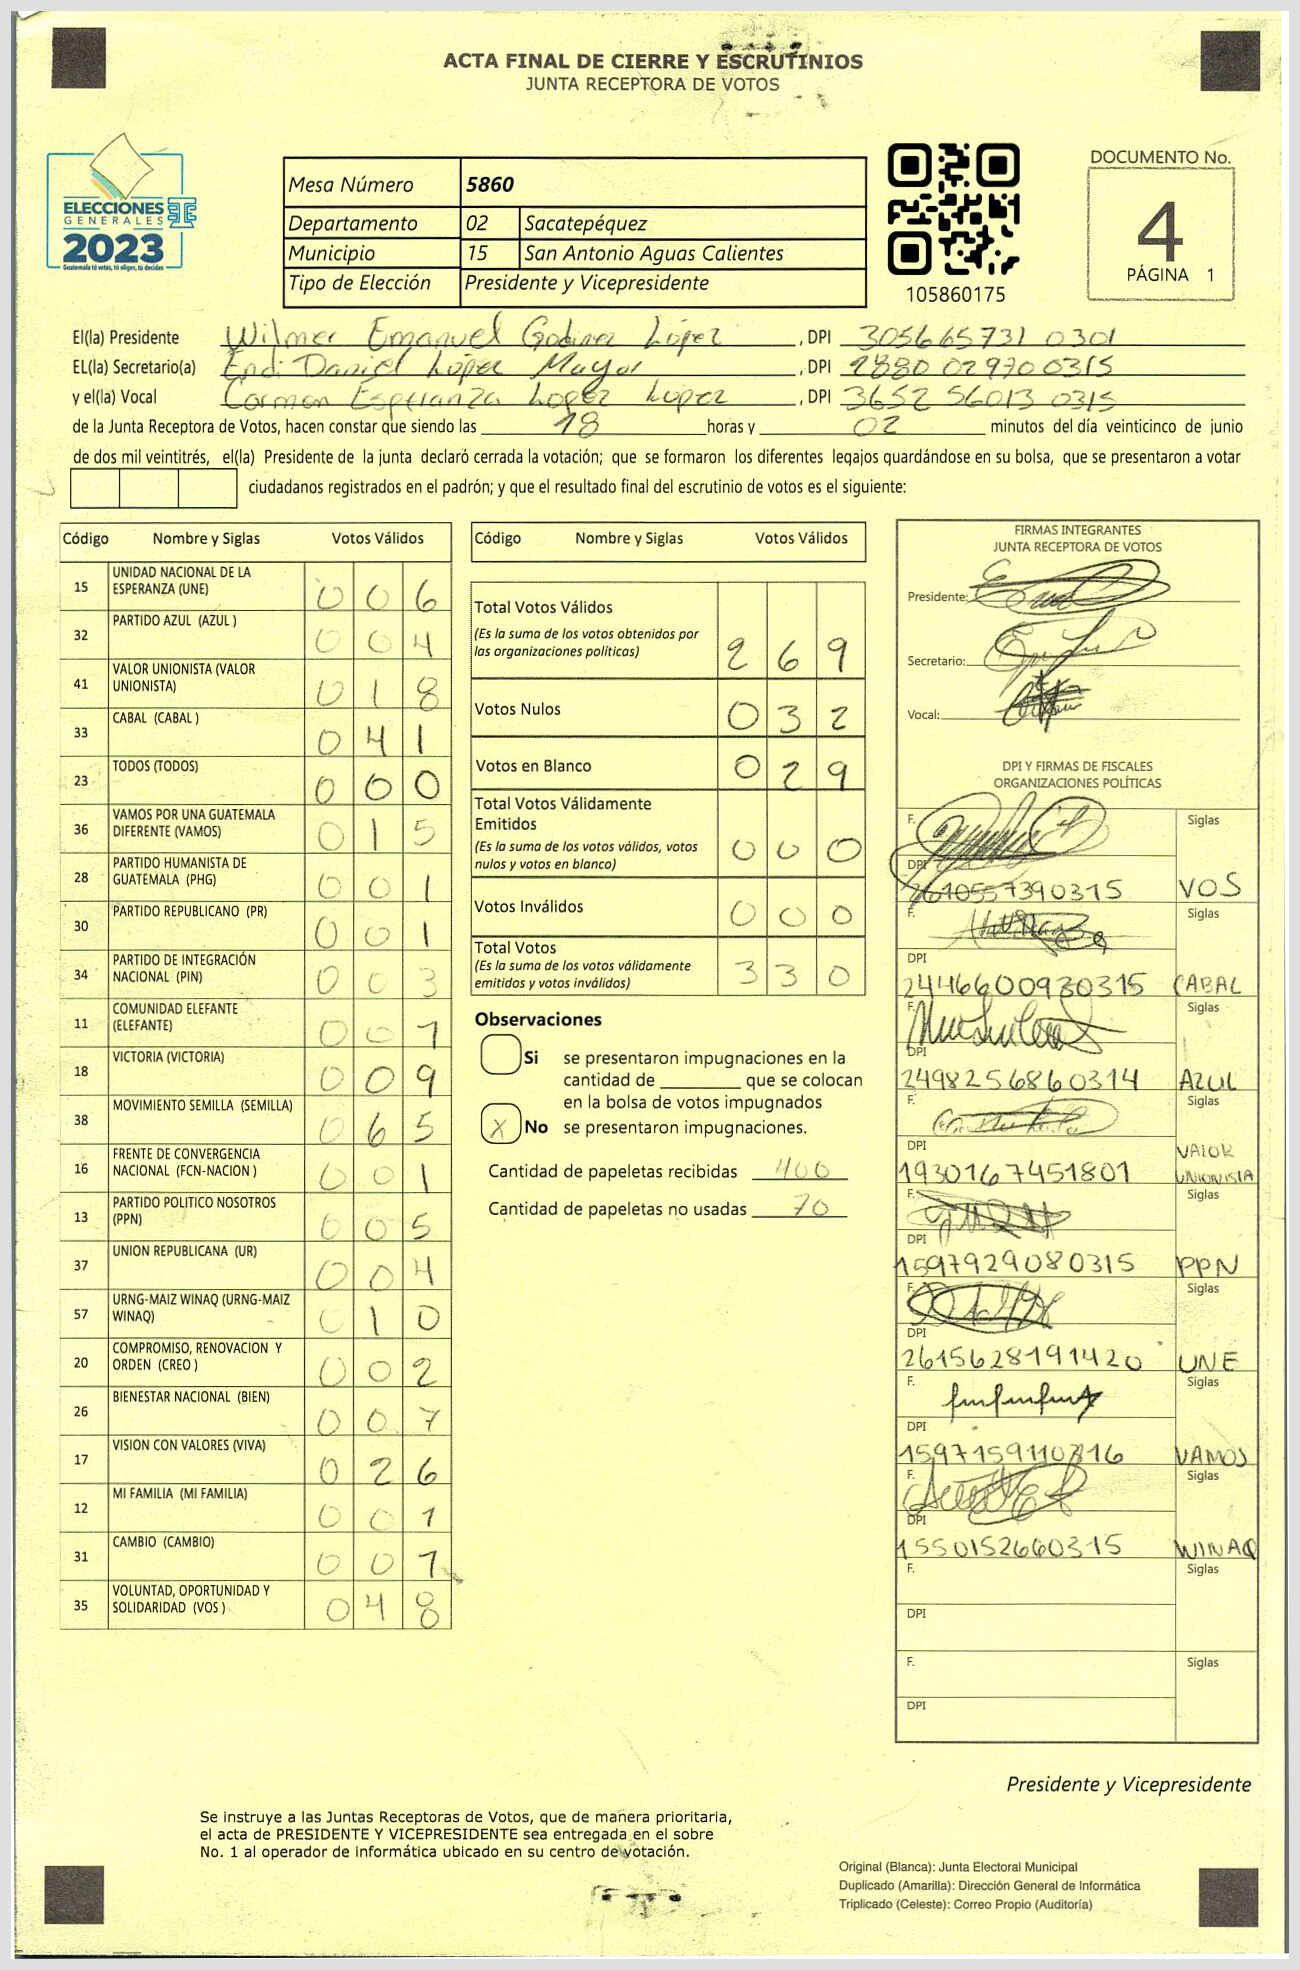 ACTA FINAL DE CIERRE Y ESCRUTINIOS
JUNTA RECEPTORA DE VOTOS
ELECCIONES
GENERALES
2023
Guatemala tú votas, tú eliges, tú decides
Mesa Número 5860
Departamento 02 Sacatepéquez
Municipio 15 San Antonio Aguas Calientes
Tipo de Elección Presidente y Vicepresidente
105860175
DOCUMENTO No.
4
PÁGINA 1
El(la) Presidente Wilmer Emanuel Godinez López, DPI 305665731 0301
EL(la) Secretario(a) Endi Daniel López Mayor, DPI 2880 02970 0315
y el(la) Vocal Carmen Esperanza Lopez Lopez, DPI 3652 56013 0315
de la Junta Receptora de Votos, hacen constar que siendo las 18 horas y 02 minutos del día veinticinco de junio
de dos mil veintitrés, el(la) Presidente de la junta declaró cerrada la votación; que se formaron los diferentes legajos guardándose en su bolsa, que se presentaron a votar
ciudadanos registrados en el padrón; y que el resultado final del escrutinio de votos es el siguiente:
Código Nombre y Siglas Votos Válidos
15 UNIDAD NACIONAL DE LA ESPERANZA (UNE) 0 0 6
32 PARTIDO AZUL (AZUL ) 0 0 4
41 VALOR UNIONISTA (VALOR UNIONISTA) 0 1 8
33 CABAL (CABAL ) 0 4 1
23 TODOS (TODOS) 0 0 0
36 VAMOS POR UNA GUATEMALA DIFERENTE (VAMOS) 0 1 5
28 PARTIDO HUMANISTA DE GUATEMALA (PHG) 0 0 1
30 PARTIDO REPUBLICANO (PR) 0 0 1
34 PARTIDO DE INTEGRACIÓN NACIONAL (PIN) 0 0 3
11 COMUNIDAD ELEFANTE (ELEFANTE) 0 0 1
18 VICTORIA (VICTORIA) 0 0 9
38 MOVIMIENTO SEMILLA (SEMILLA) 0 6 5
16 FRENTE DE CONVERGENCIA NACIONAL (FCN-NACION ) 0 0 1
13 PARTIDO POLITICO NOSOTROS (PPN) 0 0 5
37 UNION REPUBLICANA (UR) 0 0 4
57 URNG-MAIZ WINAQ (URNG-MAIZ WINAQ) 0 1 0
20 COMPROMISO, RENOVACION Y ORDEN (CREO ) 0 0 2
26 BIENESTAR NACIONAL (BIEN) 0 0 7
17 VISION CON VALORES (VIVA) 0 2 6
12 MI FAMILIA (MI FAMILIA) 0 0 1
31 CAMBIO (CAMBIO) 0 0 1
35 VOLUNTAD, OPORTUNIDAD Y SOLIDARIDAD (VOS ) 0 4 8
Código Nombre y Siglas Votos Válidos
Total Votos Válidos 2 6 9
(Es la suma de los votos obtenidos por
las organizaciones políticas)
Votos Nulos 0 3 2
Votos en Blanco 0 2 9
Total Votos Válidamente
Emitidos 0 0 0
(Es la suma de los votos válidos, votos
nulos y votos en blanco)
Votos Inválidos 0 0 0
Total Votos 3 3 0
(Es la suma de los votos válidamente
emitidos y votos inválidos)
Observaciones
Si se presentaron impugnaciones en la
cantidad de ________ que se colocan
en la bolsa de votos impugnados
X No se presentaron impugnaciones.
Cantidad de papeletas recibidas 400
Cantidad de papeletas no usadas 70
FIRMAS INTEGRANTES
JUNTA RECEPTORA DE VOTOS
Presidente:
Secretario:
Vocal:
DPI Y FIRMAS DE FISCALES
ORGANIZACIONES POLÍTICAS
F. Siglas
DPI 2610557390315 VOS
F. Siglas
DPI 2446600930315 CABAL
F. Siglas
DPI 2498256860314 AZUL
F. Siglas
DPI 1930167451801 VALOR UNIONISTA
F. Siglas
DPI 1597929080315 PPN
F. Siglas
DPI 2615628191420 UNE
F. Siglas
DPI VAMOS
F. Siglas
DPI 1550152660315 WINAQ
F. Siglas
DPI
F. Siglas
DPI
Presidente y Vicepresidente
Se instruye a las Juntas Receptoras de Votos, que de manera prioritaria,
el acta de PRESIDENTE Y VICEPRESIDENTE sea entregada en el sobre
No. 1 al operador de informática ubicado en su centro de votación.
Original (Blanca): Junta Electoral Municipal
Duplicado (Amarilla): Dirección General de Informática
Triplicado (Celeste): Correo Propio (Auditoría)